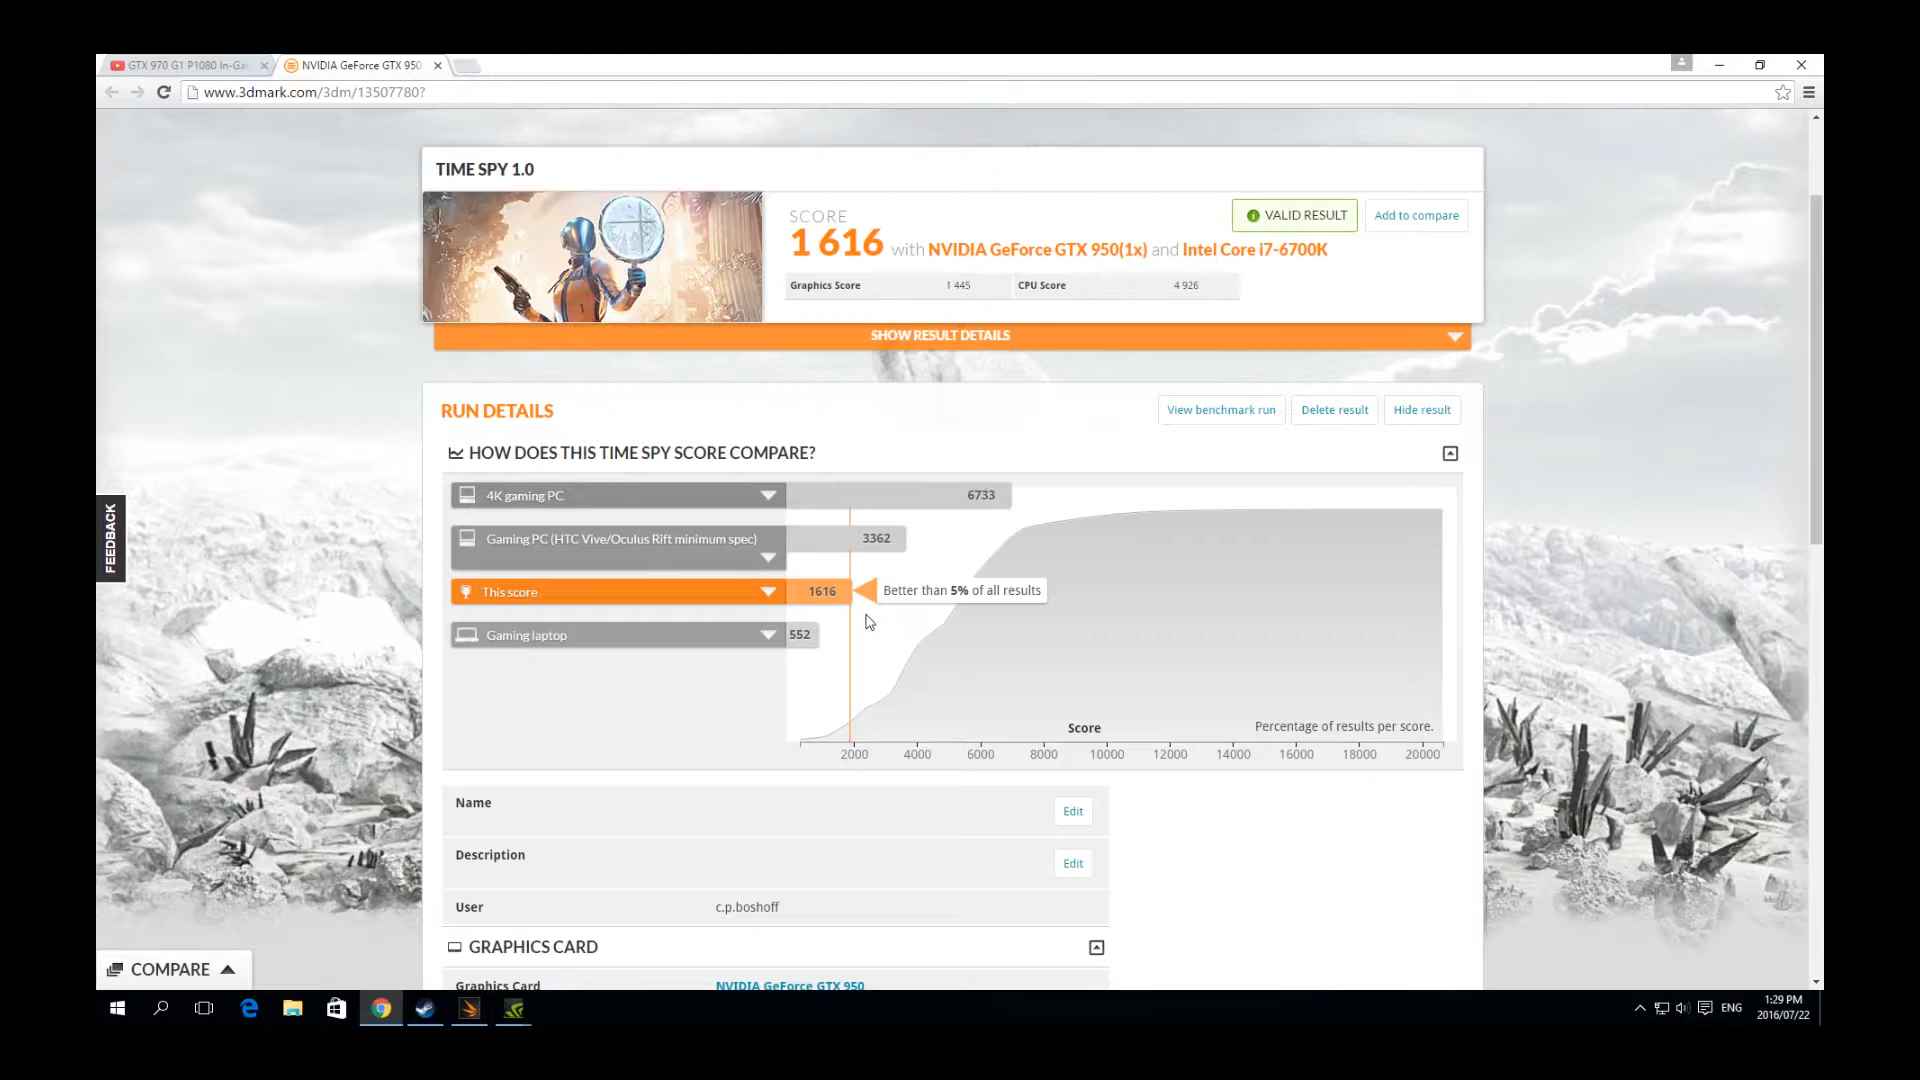 GTX 970 G1 P1080 In-Ga
NVIDIA GeForce GTX 950
www.3dmark.com/3dm/13507780?
TIME SPY 1.0
SCORE
1 616 with NVIDIA GeForce GTX 950(1x) and Intel Core i7-6700K
VALID RESULT
Add to compare
Graphics Score 1 445 CPU Score 4 926
SHOW RESULT DETAILS
RUN DETAILS
View benchmark run Delete result Hide result
HOW DOES THIS TIME SPY SCORE COMPARE?
4K gaming PC 6733
Gaming PC (HTC Vive/Oculus Rift minimum spec) 3362
This score 1616 Better than 5% of all results
Gaming laptop 552
Score Percentage of results per score.
2000 4000 6000 8000 10000 12000 14000 16000 18000 20000
FEEDBACK
Name Edit
Description Edit
User c.p.boshoff
GRAPHICS CARD
Graphics Card NVIDIA GeForce GTX 950
COMPARE
ENG
1:29 PM
2016/07/22